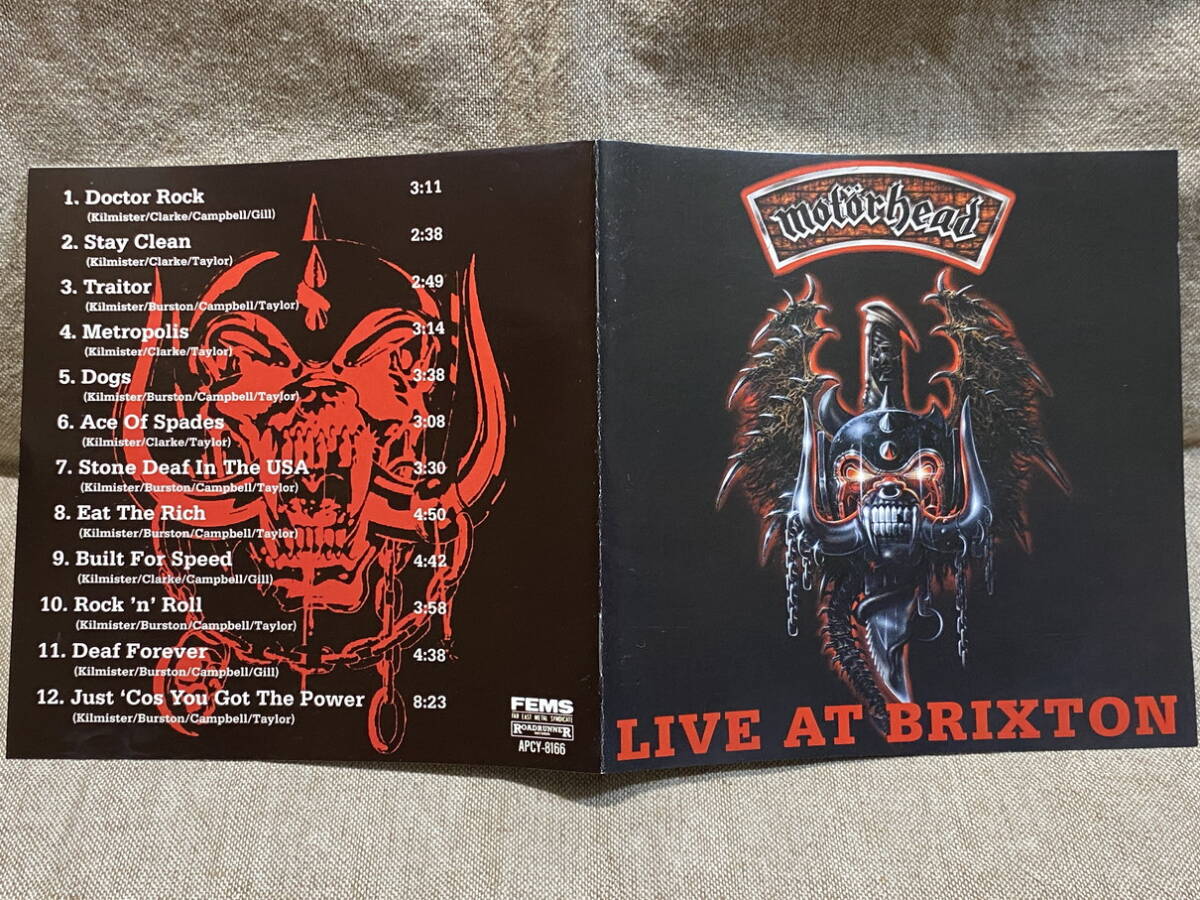 1. Doctor Rock 3:11
(Kilmister/Clarke/Campbell/Gill)
2. Stay Clean 2:38
(Kilmister/Clarke/Taylor)
3. Traitor 2:49
(Kilmister/Burston/Campbell/Taylor)
4. Metropolis 3:14
(Kilmister/Clarke/Taylor)
5. Dogs 3:38
(Kilmister/Burston/Campbell/Taylor)
6. Ace Of Spades 3:08
(Kilmister/Clarke/Taylor)
7. Stone Deaf In The USA 3:30
(Kilmister/Burston/Campbell/Taylor)
8. Eat The Rich 4:50
(Kilmister/Burston/Campbell/Taylor)
9. Built For Speed 4:42
(Kilmister/Clarke/Campbell/Gill)
10. Rock 'n' Roll 3:58
(Kilmister/Burston/Campbell/Taylor)
11. Deaf Forever 4:38
(Kilmister/Burston/Campbell/Gill)
12. Just ‘Cos You Got The Power 8:23
(Kilmister/Burston/Campbell/Taylor)
FEMS
FAR EAST METAL SYNDICATE
ROADRUNNER
RECORDS
APCY-8166
motörhead
LIVE AT BRIXTON